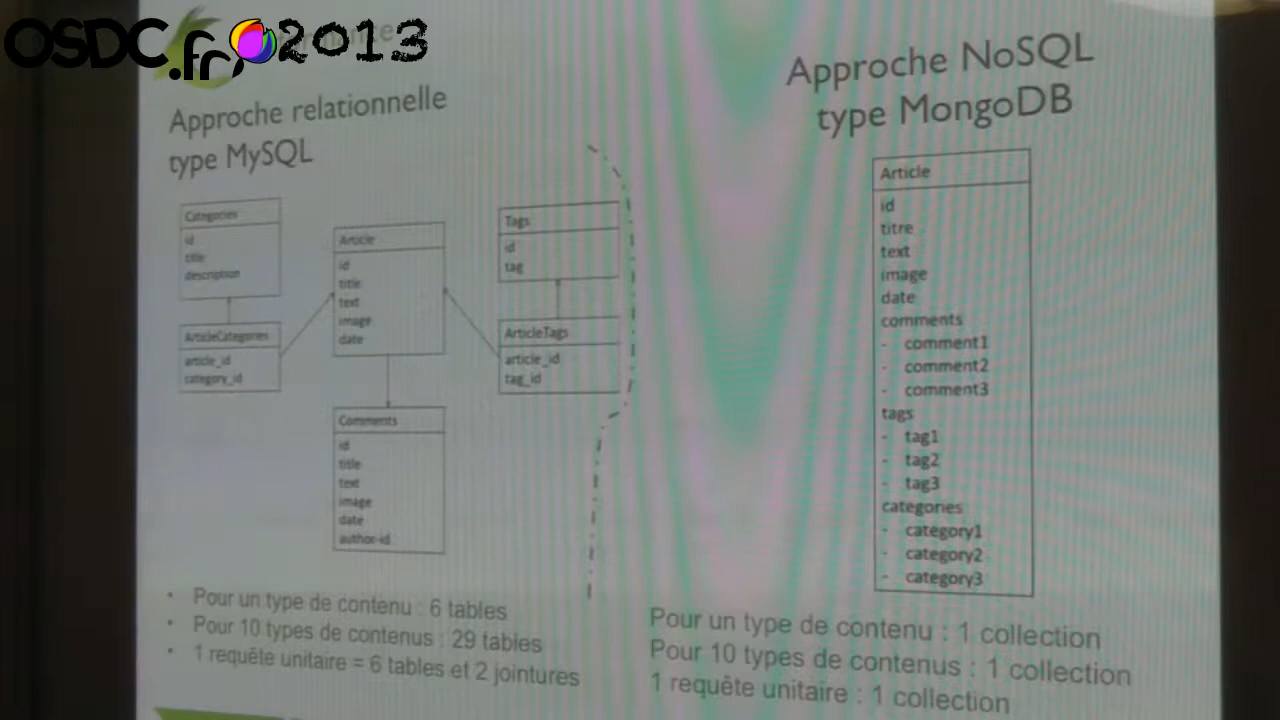 OSDC.fr 2013
Approche relationnelle
type MySQL
Categories
id
title
description
ArticleCategories
article_id
category_id
Article
id
title
text
image
date
Comments
id
title
text
image
date
author-id
Tags
id
tag
ArticleTags
article_id
tag_id
• Pour un type de contenu : 6 tables
• Pour 10 types de contenus : 29 tables
• 1 requête unitaire = 6 tables et 2 jointures
Approche NoSQL
type MongoDB
Article
id
titre
text
image
date
comments
- comment1
- comment2
- comment3
tags
- tag1
- tag2
- tag3
categories
- category1
- category2
- category3
Pour un type de contenu : 1 collection
Pour 10 types de contenus : 1 collection
1 requête unitaire : 1 collection